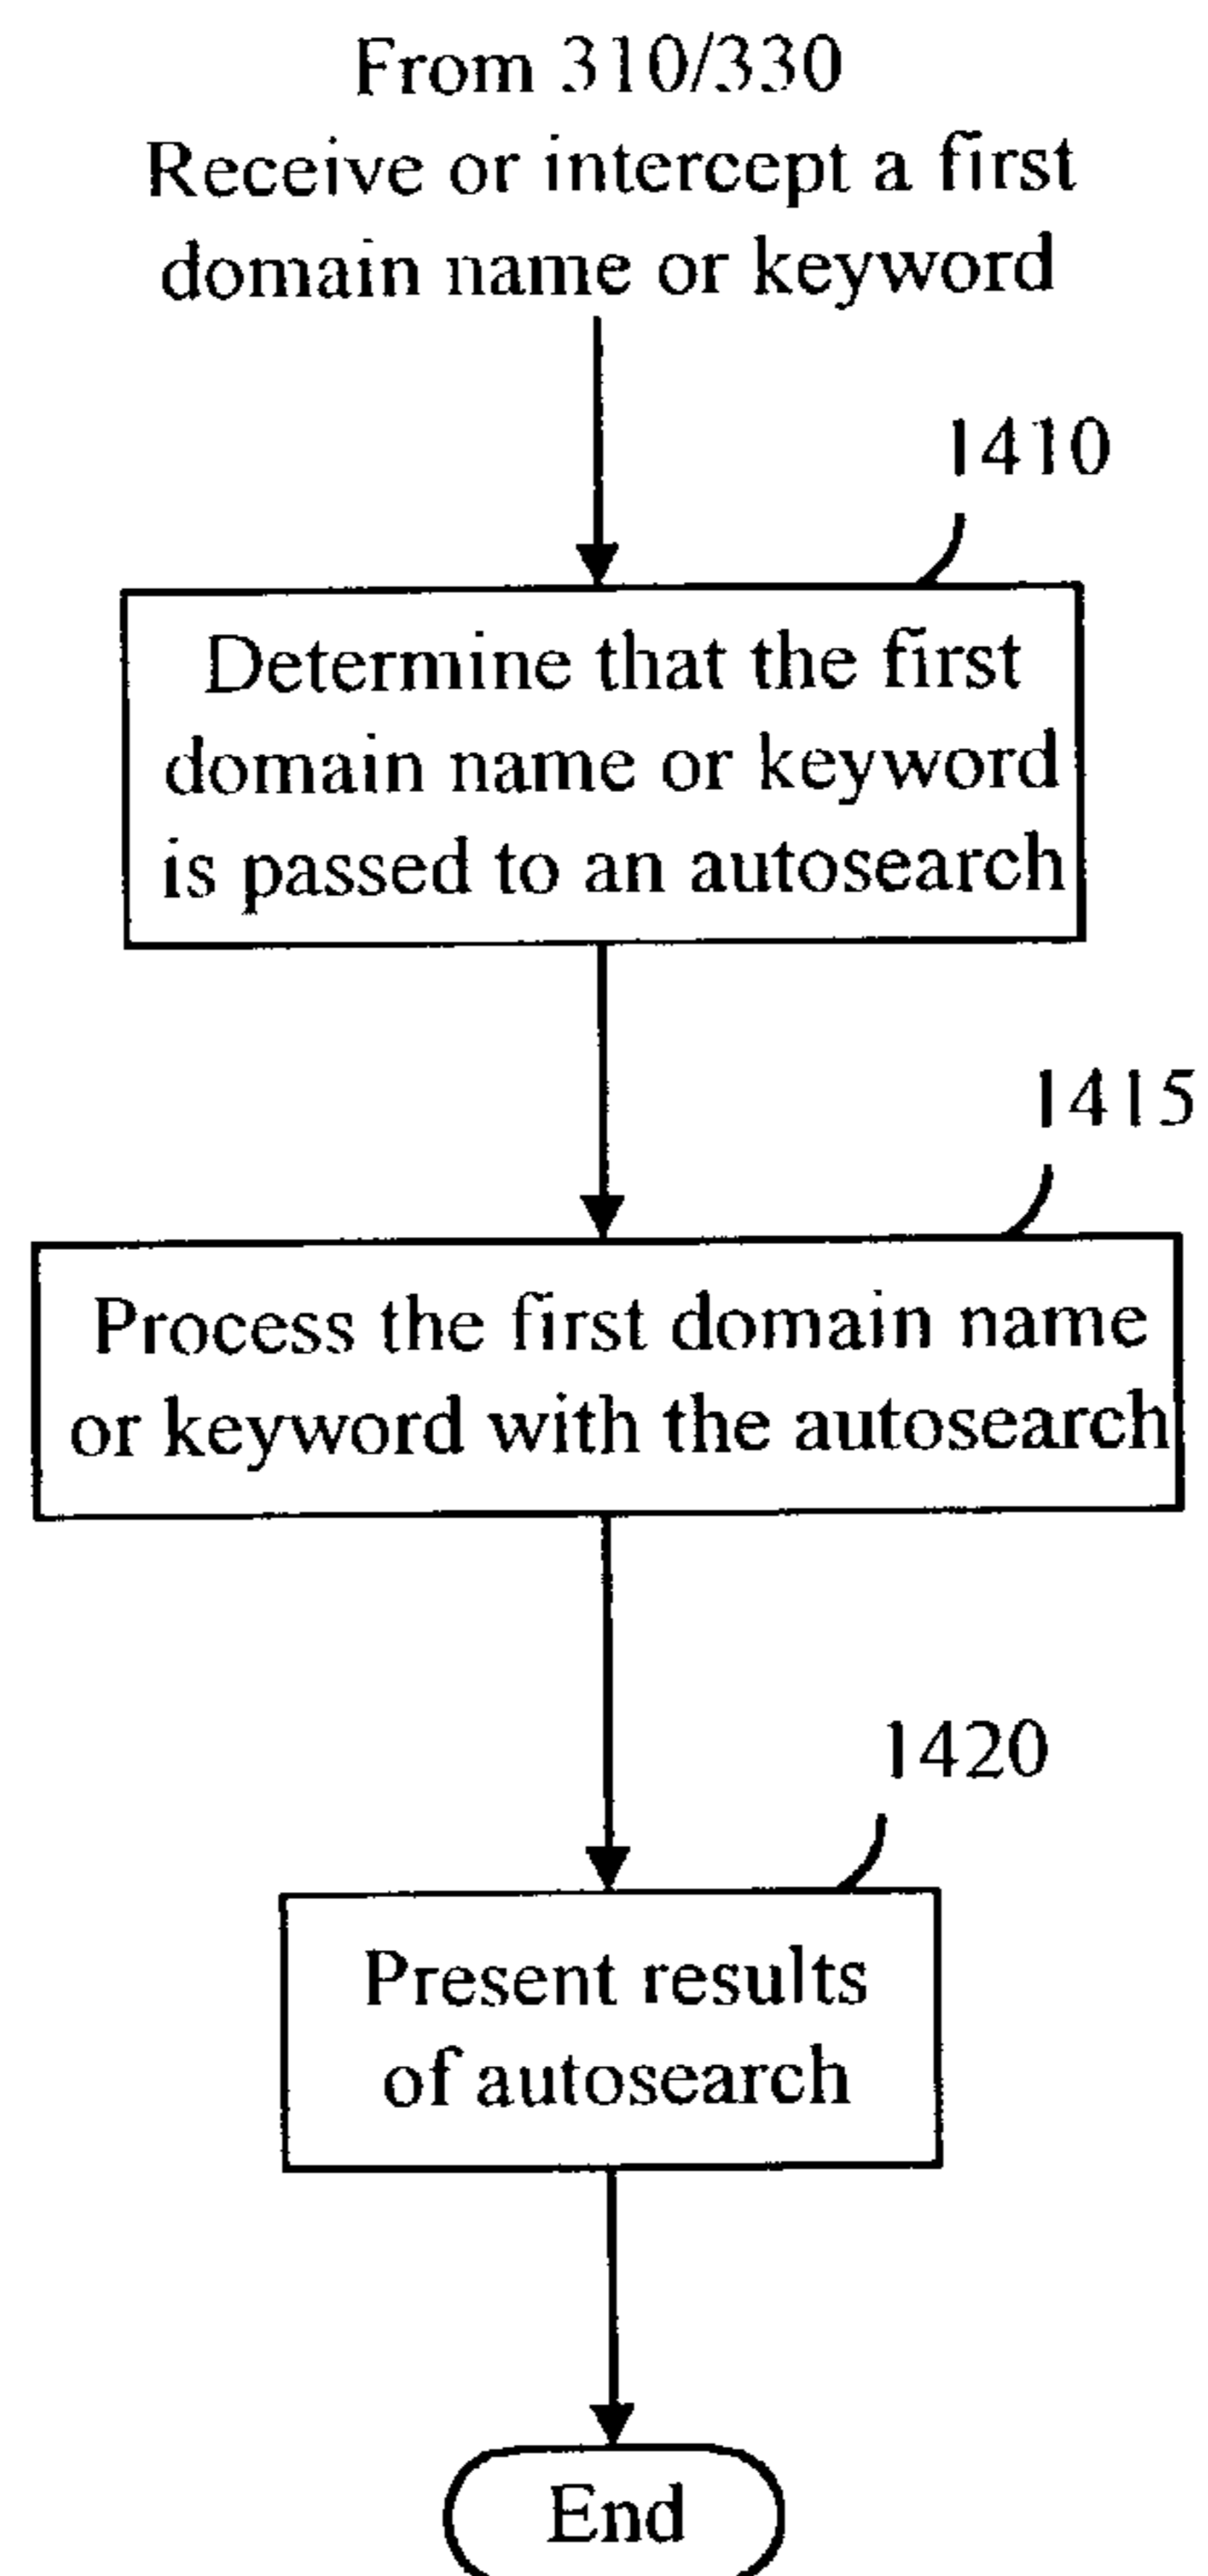 From 310/330
Receive or intercept a first
domain name or keyword
1410
Determine that the first
domain name or keyword
is passed to an autosearch
1415
Process the first domain name
or keyword with the autosearch
1420
Present results
of autosearch
End